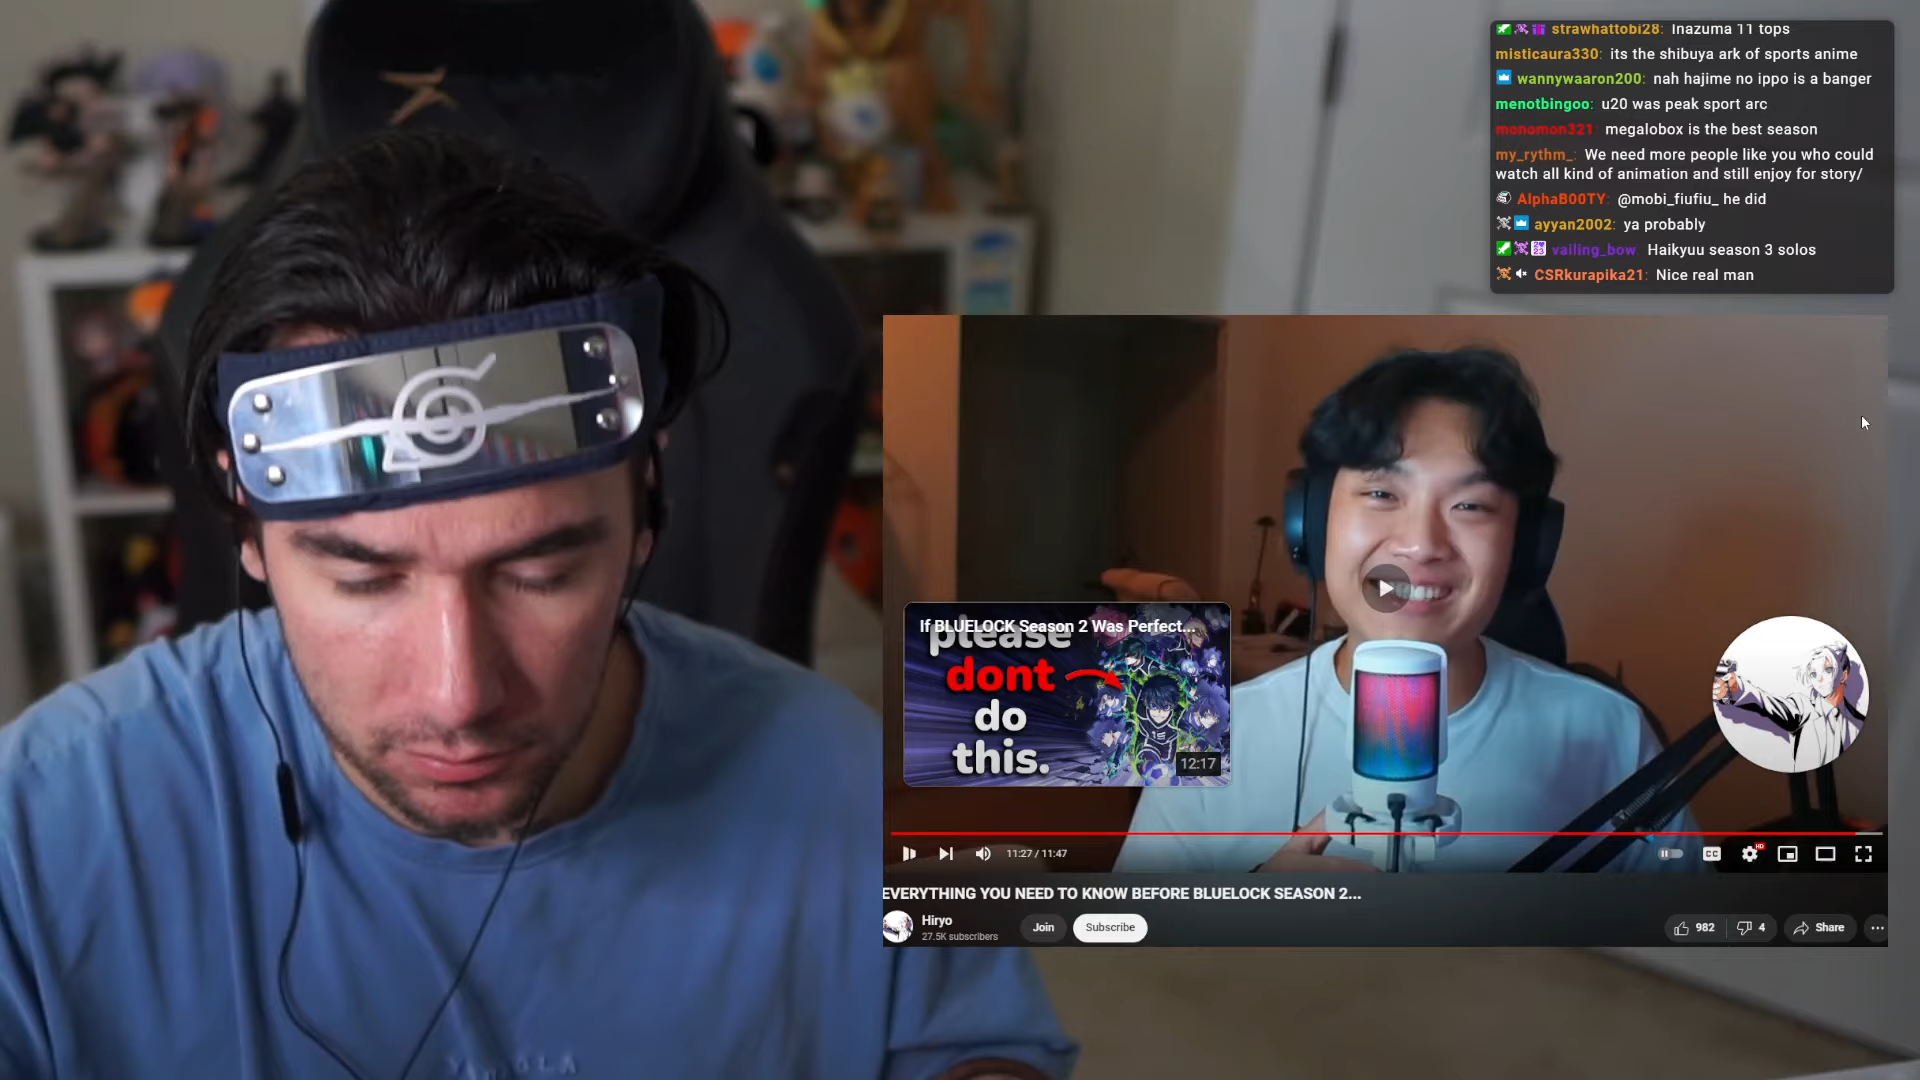 strawhattobi28: Inazuma 11 tops
misticaura330: its the shibuya ark of sports anime
wannywaaron200: nah hajime no ippo is a banger
menotbingoo: u20 was peak sport arc
monomon321: megalobox is the best season
my_rythm_: We need more people like you who could
watch all kind of animation and still enjoy for story/
AlphaB00TY: @mobi_fiufiu_ he did
ayyan2002: ya probably
vailing_bow: Haikyuu season 3 solos
CSRkurapika21: Nice real man
If BLUELOCK Season 2 Was Perfect...
please
dont
do
this.
12:17
11:27 / 11:47
CC
HD
EVERYTHING YOU NEED TO KNOW BEFORE BLUELOCK SEASON 2...
Hiryo
27.5K subscribers
Join
Subscribe
982
4
Share